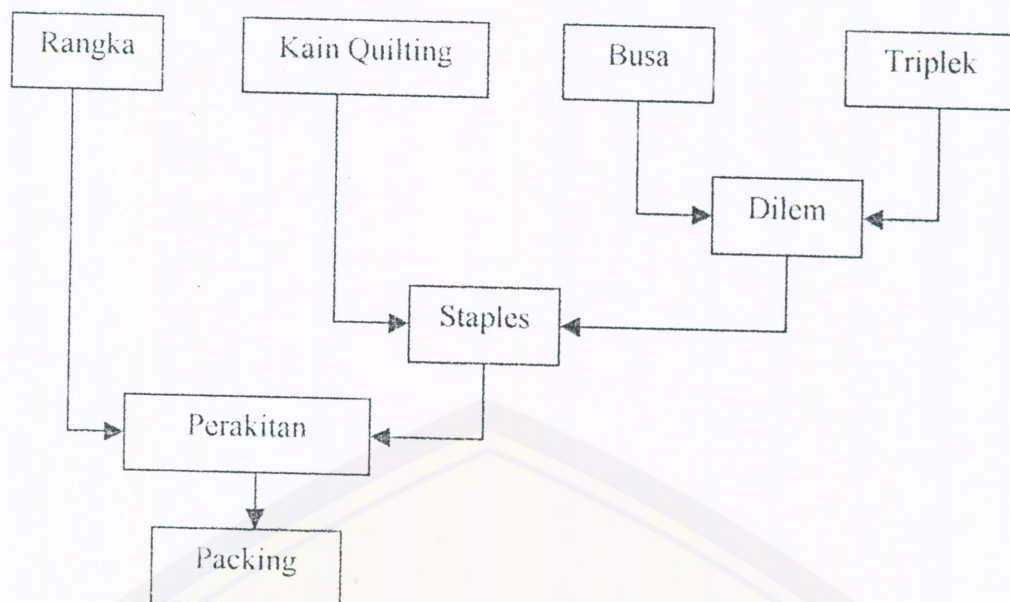 Rangka
Kain Quilting
Busa
Triplek
Dilem
Staples
Perakitan
Packing